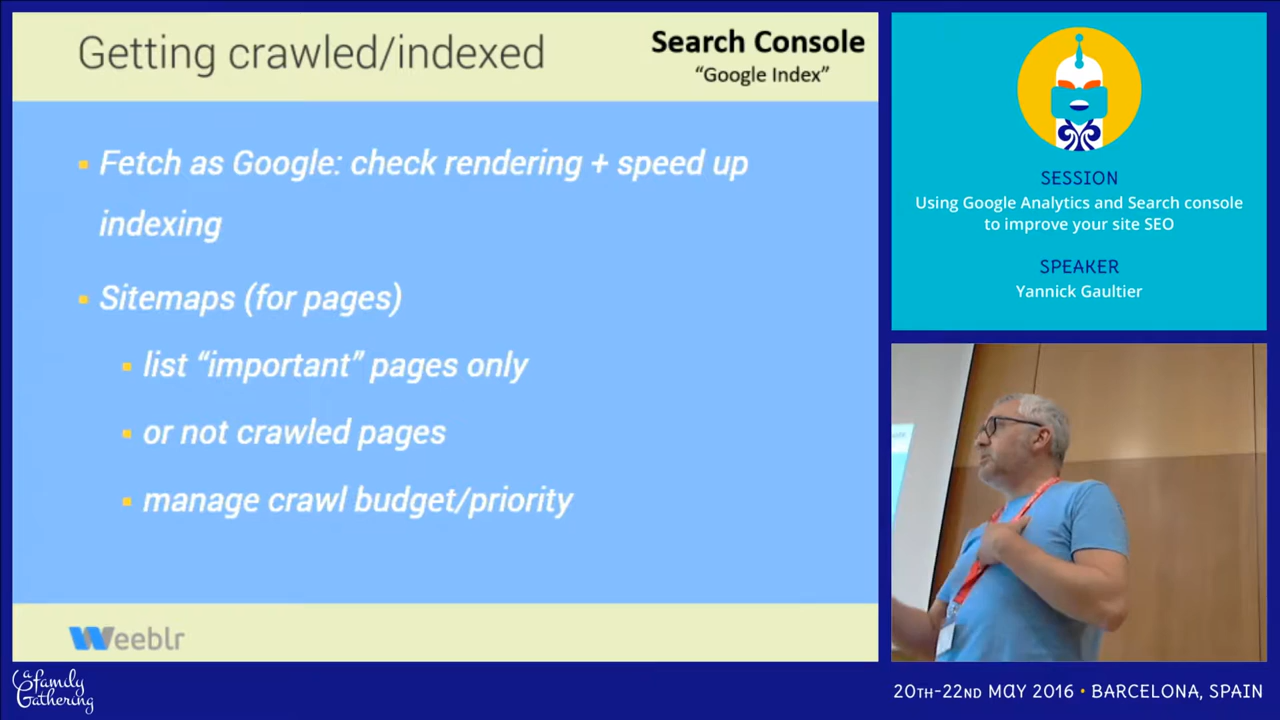 Getting crawled/indexed
Search Console
“Google Index”
▪ Fetch as Google: check rendering + speed up
indexing
▪ Sitemaps (for pages)
▪ list “important” pages only
▪ or not crawled pages
▪ manage crawl budget/priority
Weeblr
SESSION
Using Google Analytics and Search console
to improve your site SEO
SPEAKER
Yannick Gaultier
a family
Gathering
20TH-22ND MAY 2016 • BARCELONA, SPAIN